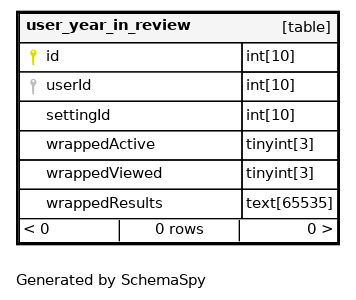 user_year_in_review [table]
id int[10]
userId int[10]
settingId int[10]
wrappedActive tinyint[3]
wrappedViewed tinyint[3]
wrappedResults text[65535]
< 0 0 rows 0 >
Generated by SchemaSpy